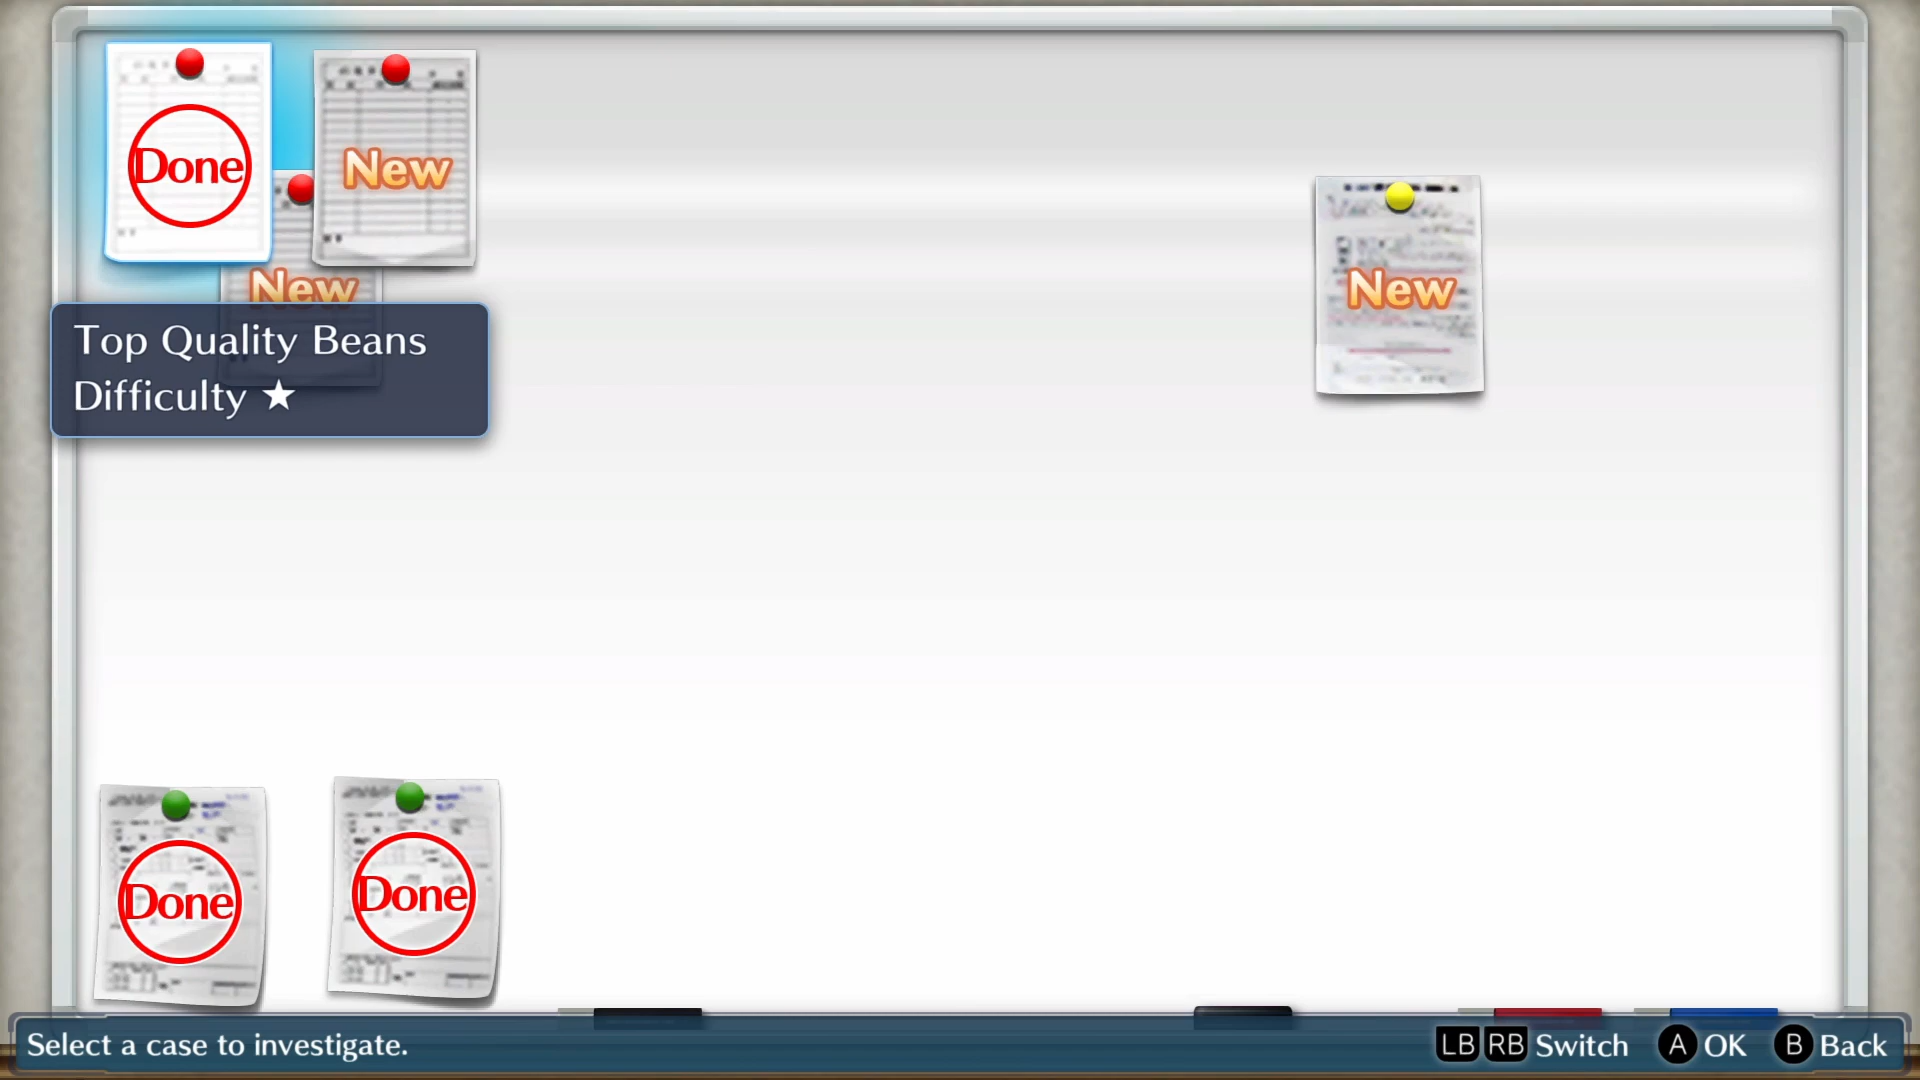 Done
New
New
Top Quality Beans
Difficulty ★
New
Done
Done
Select a case to investigate.
LB RB Switch A OK B Back